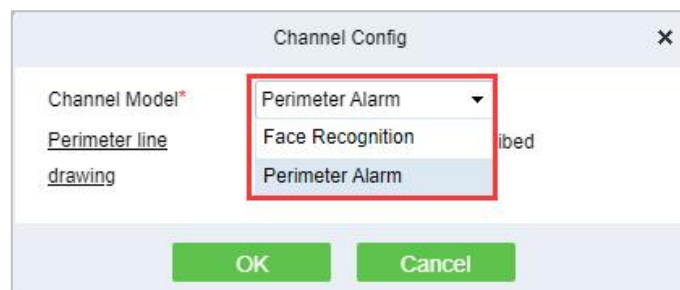 Channel Config
Channel Model* Perimeter Alarm
Perimeter line Face Recognition ibed
drawing Perimeter Alarm
OK Cancel